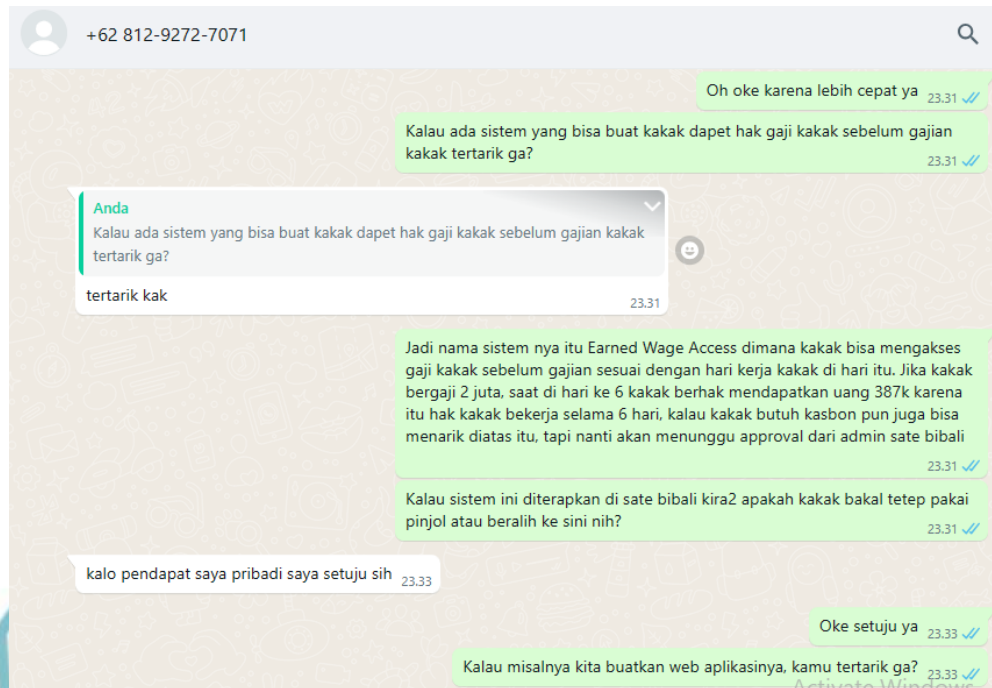 +62 812-9272-7071
Oh oke karena lebih cepat ya 23.31
Kalau ada sistem yang bisa buat kakak dapet hak gaji kakak sebelum gajian
kakak tertarik ga?
23.31
Anda
Kalau ada sistem yang bisa buat kakak dapet hak gaji kakak sebelum gajian kakak
tertarik ga?
tertarik kak
23.31
Jadi nama sistem nya itu Earned Wage Access dimana kakak bisa mengakses
gaji kakak sebelum gajian sesuai dengan hari kerja kakak di hari itu. Jika kakak
bergaji 2 juta, saat di hari ke 6 kakak berhak mendapatkan uang 387k karena
itu hak kakak bekerja selama 6 hari, kalau kakak butuh kasbon pun juga bisa
menarik diatas itu, tapi nanti akan menunggu approval dari admin sate bibali
23.31
Kalau sistem ini diterapkan di sate bibali kira2 apakah kakak bakal tetep pakai
pinjol atau beralih ke sini nih?
23.31
kalo pendapat saya pribadi saya setuju sih 23.33
Oke setuju ya 23.33
Kalau misalnya kita buatkan web aplikasinya, kamu tertarik ga? 23.33
Activate Windows